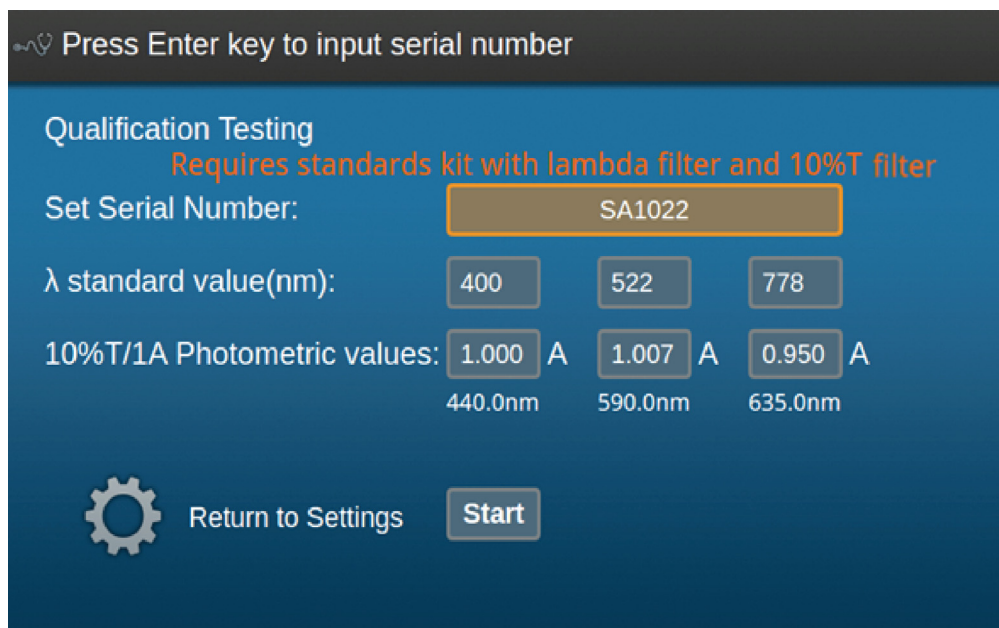 Press Enter key to input serial number
Qualification Testing
Requires standards kit with lambda filter and 10%T filter
Set Serial Number: SA1022
λ standard value(nm): 400 522 778
10%T/1A Photometric values: 1.000 A 1.007 A 0.950 A
440.0nm 590.0nm 635.0nm
Return to Settings Start